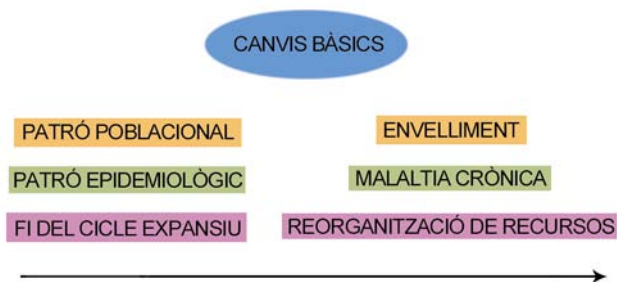 CANVIS BÀSICS
PATRÓ POBLACIONAL
ENVELLIMENT
PATRÓ EPIDEMIOLÒGIC
MALALTIA CRÒNICA
FI DEL CICLE EXPANSIU
REORGANITZACIÓ DE RECURSOS